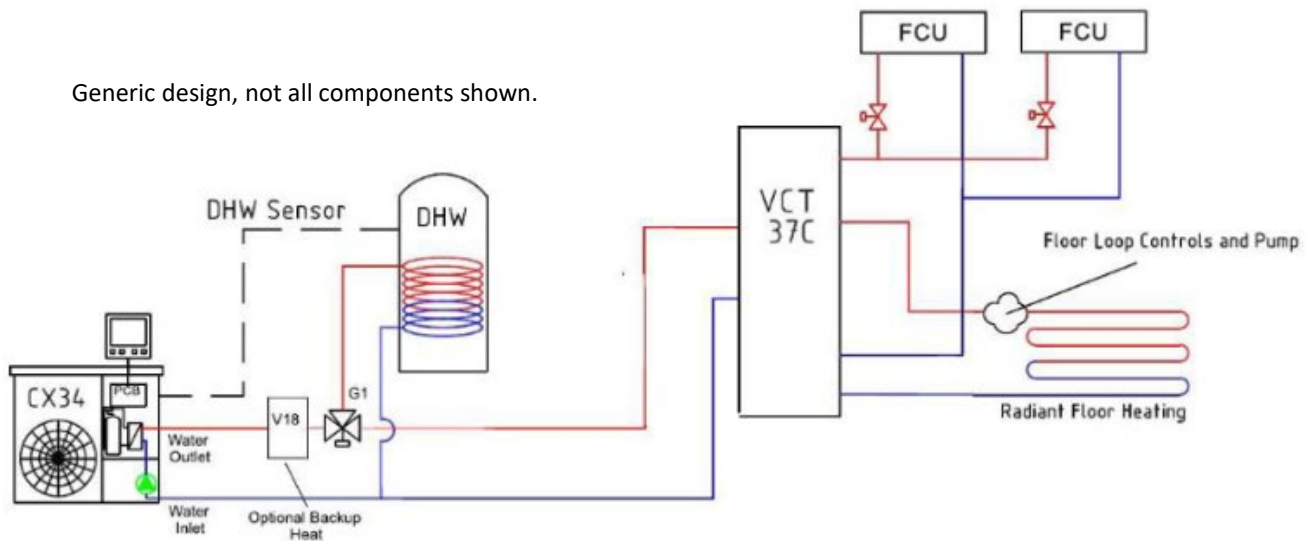 FCU
FCU
Generic design, not all components shown.
DHW Sensor
DHW
VCT
37C
Floor Loop Controls and Pump
PCB
CX34
G1
V18
Water
Outlet
Radiant Floor Heating
Water
Inlet
Optional Backup
Heat